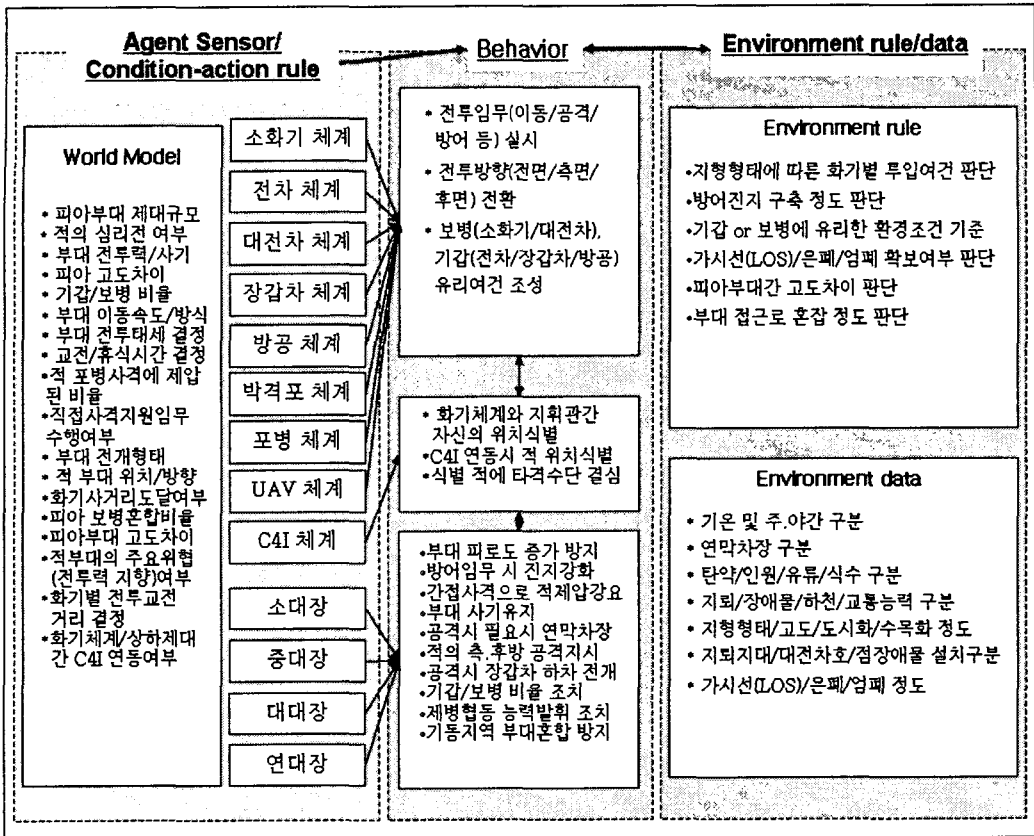 Agent Sensor/
Condition-action rule
World Model
* 피아부대 제대규모
* 적의 심리전 여부
* 부대 전투력/사기
* 피아 고도차이
* 기갑/보병 비율
* 부대 이동속도/방식
* 부대 전투태세 결정
* 교전/휴식시간 결정
*적 포병사격에 제압
된 비율
*직접사격지원임무
수행여부
* 부대 전개형태
* 적 부대 위치/방향
*화기사거리도달여부
*피아 보병혼합비율
*피아부대 고도차이
*적부대의 주요위협
(전투력 지향)여부
*화기별 전투교전
거리 결정
*화기체계/상하제대
간 C4I 연동여부
소화기 체계
전차 체계
대전차 체계
장갑차 체계
방공 체계
박격포 체계
포병 체계
UAV 체계
C4I 체계
소대장
중대장
대대장
연대장
Behavior
* 전투임무(이동/공격/
방어 등) 실시
* 전투방향(전면/측면/
후면) 전환
* 보병(소화기/대전차),
기갑(전차/장갑차/방공)
유리여건 조성
* 화기체계와 지휘관간
자신의 위치식별
*C4I 연동시 적 위치식별
*식별 적에 타격수단 결심
*부대 피로도 증가 방지
*방어임무 시 진지강화
*간접사격으로 적제압강요
*부대 사기유지
*공격시 필요시 연막차장
*적의 측.후방 공격지시
*공격시 장갑차 하차 전개
*기갑/보병 비율 조치
*제병협동 능력발휘 조치
*기동지역 부대혼합 방지
Environment rule/data
Environment rule
*지형형태에 따른 화기별 투입여건 판단
*방어진지 구축 정도 판단
*기갑 or 보병에 유리한 환경조건 기준
*가시선(LOS)/은폐/엄폐 확보여부 판단
*피아부대간 고도차이 판단
*부대 접근로 혼잡 정도 판단
Environment data
* 기온 및 주.야간 구분
*연막차장 구분
*탄약/인원/유류/식수 구분
*지뢰/장애물/하천/교통능력 구분
*지형형태/고도/도시화/수목화 정도
*지뢰지대/대전차호/점장애물 설치구분
*가시선(LOS)/은폐/엄폐 정도